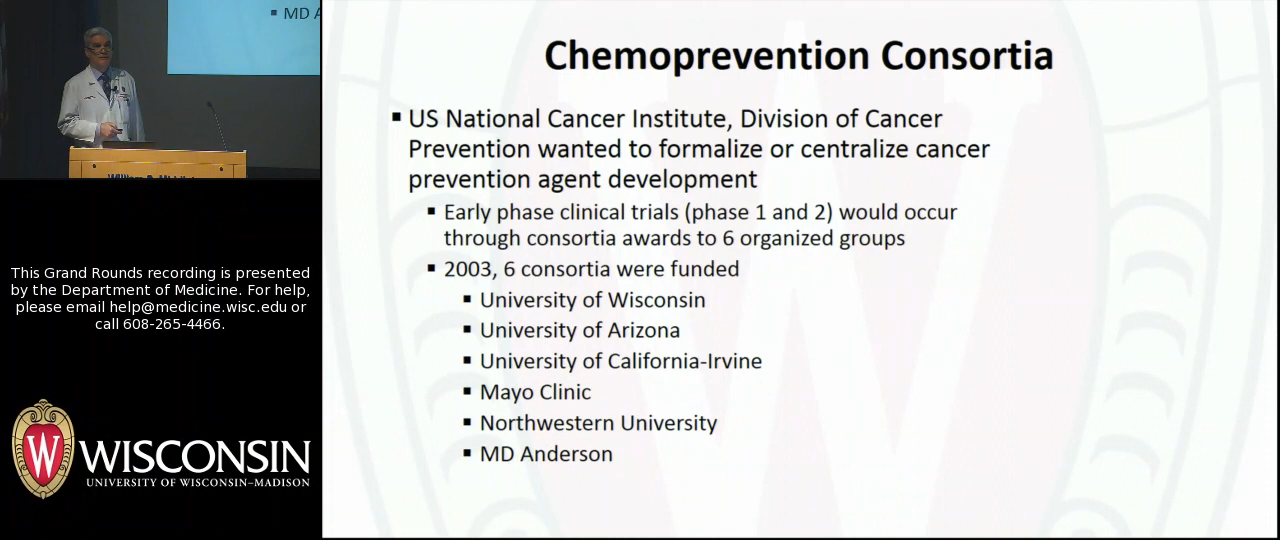 MD A
Chemoprevention Consortia
▪ US National Cancer Institute, Division of Cancer
Prevention wanted to formalize or centralize cancer
prevention agent development
▪ Early phase clinical trials (phase 1 and 2) would occur
through consortia awards to 6 organized groups
▪ 2003, 6 consortia were funded
▪ University of Wisconsin
▪ University of Arizona
▪ University of California-Irvine
▪ Mayo Clinic
▪ Northwestern University
▪ MD Anderson
This Grand Rounds recording is presented
by the Department of Medicine. For help,
please email help@medicine.wisc.edu or
call 608-265-4466.
W
WISCONSIN
UNIVERSITY OF WISCONSIN–MADISON